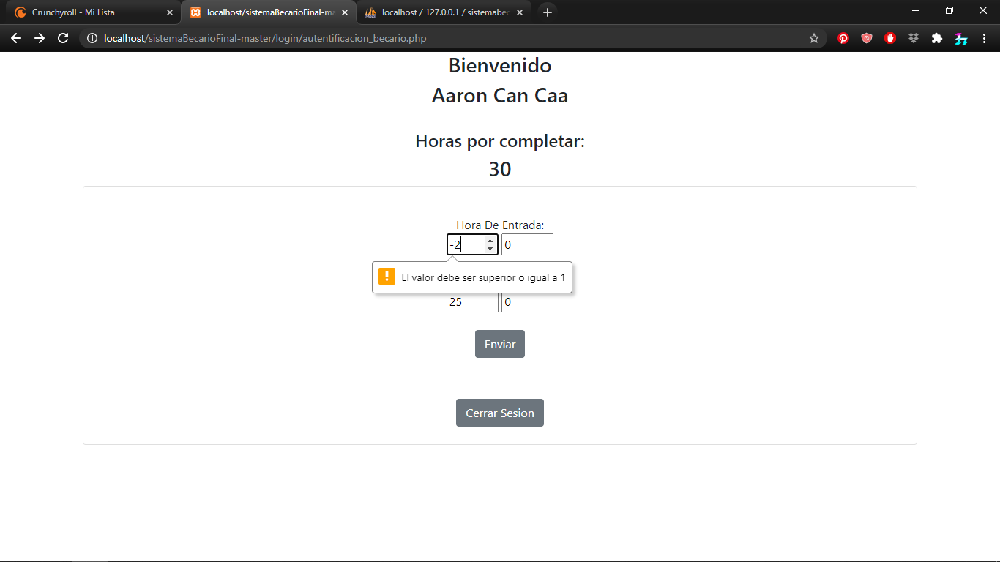 Crunchyroll - Mi Lista
localhost/sistemaBecarioFinal-ma
localhost / 127.0.0.1 / sistemabec
localhost/sistemaBecarioFinal-master/login/autentificacion_becario.php
Bienvenido
Aaron Can Caa
Horas por completar:
30
Hora De Entrada:
-2 0
El valor debe ser superior o igual a 1
25 0
Enviar
Cerrar Sesion